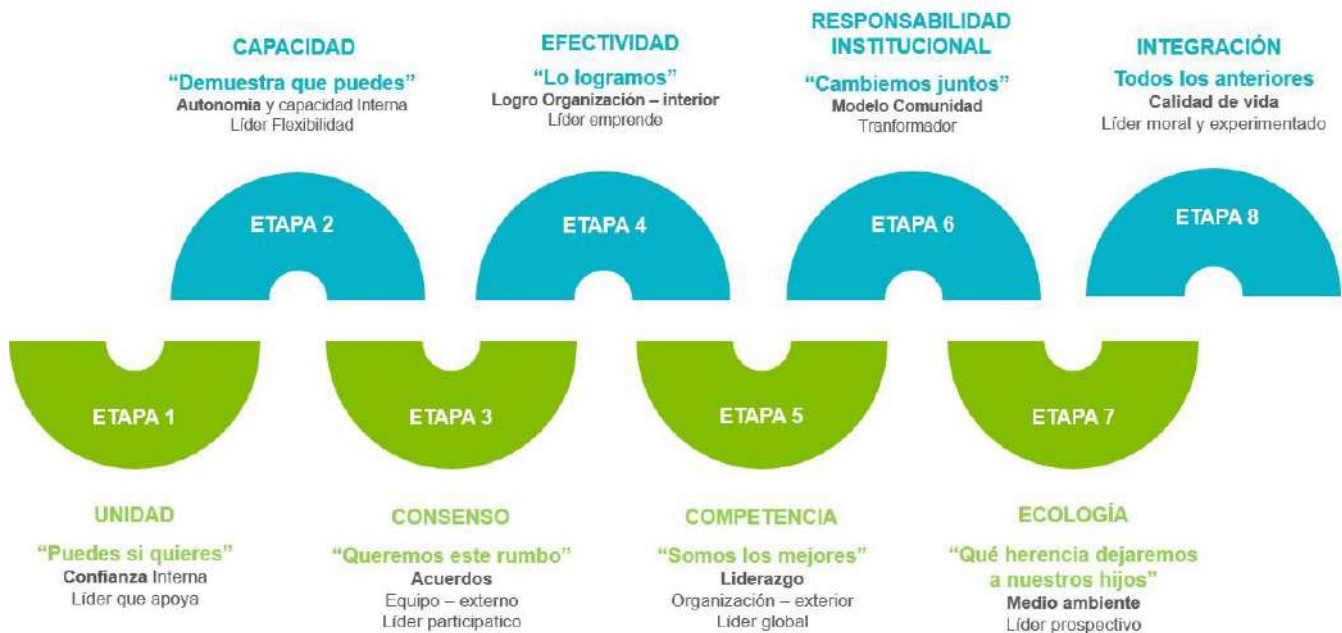 CAPACIDAD
“Demuestra que puedes”
Autonomia y capacidad Interna
Líder Flexibilidad
EFECTIVIDAD
“Lo logramos”
Logro Organización – interior
Líder emprende
RESPONSABILIDAD
INSTITUCIONAL
“Cambiemos juntos”
Modelo Comunidad
Tranformador
INTEGRACIÓN
Todos los anteriores
Calidad de vida
Líder moral y experimentado
ETAPA 2
ETAPA 4
ETAPA 6
ETAPA 8
ETAPA 1
ETAPA 3
ETAPA 5
ETAPA 7
UNIDAD
“Puedes si quieres”
Confianza Interna
Líder que apoya
CONSENSO
“Queremos este rumbo”
Acuerdos
Equipo – externo
Líder participatico
COMPETENCIA
“Somos los mejores”
Liderazgo
Organización – exterior
Líder global
ECOLOGÍA
“Qué herencia dejaremos
a nuestros hijos”
Medio ambiente
Líder prospectivo